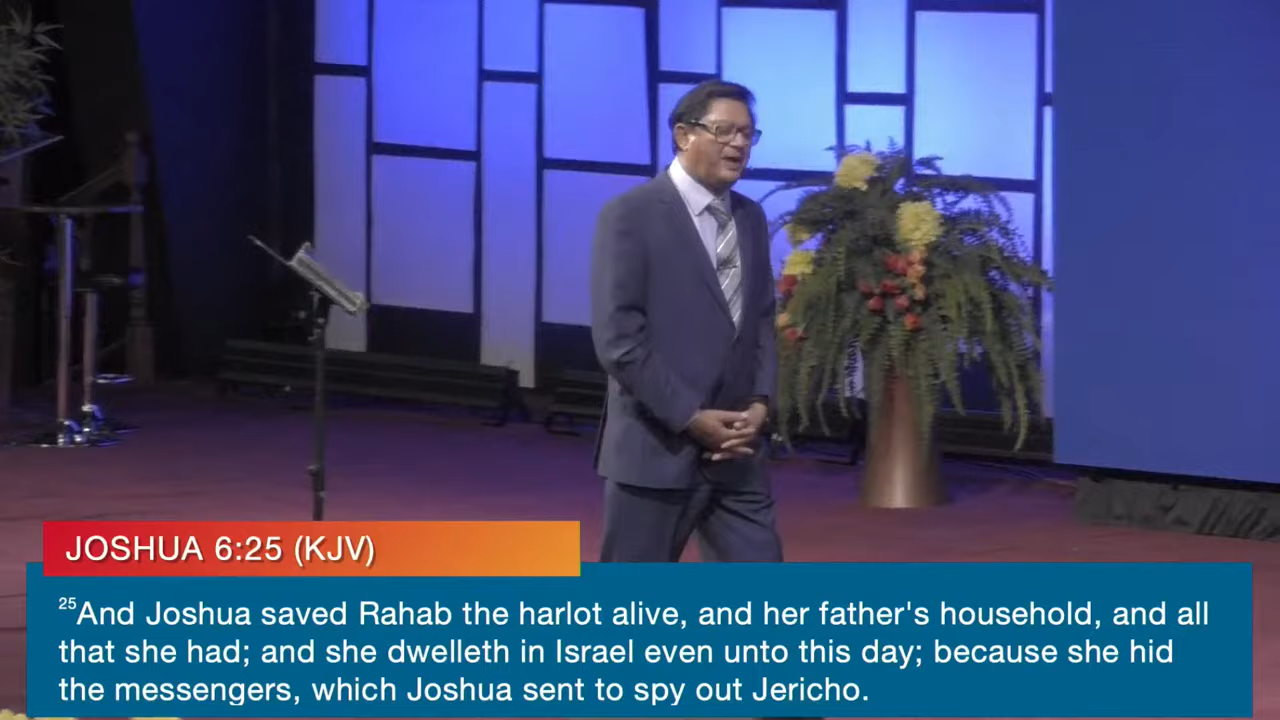 JOSHUA 6:25 (KJV)
25And Joshua saved Rahab the harlot alive, and her father's household, and all
that she had; and she dwelleth in Israel even unto this day; because she hid
the messengers, which Joshua sent to spy out Jericho.